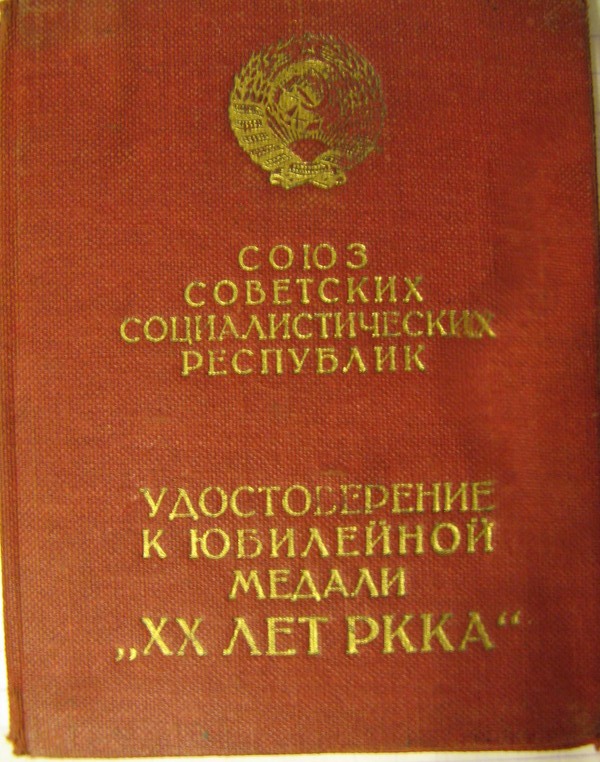 СОЮЗ
СОВЕТСКИХ
СОЦИАЛИСТИЧЕСКИХ
РЕСПУБЛИК
УДОСТОВЕРЕНИЕ
К ЮБИЛЕЙНОЙ
МЕДАЛИ
„XX ЛЕТ РККА“